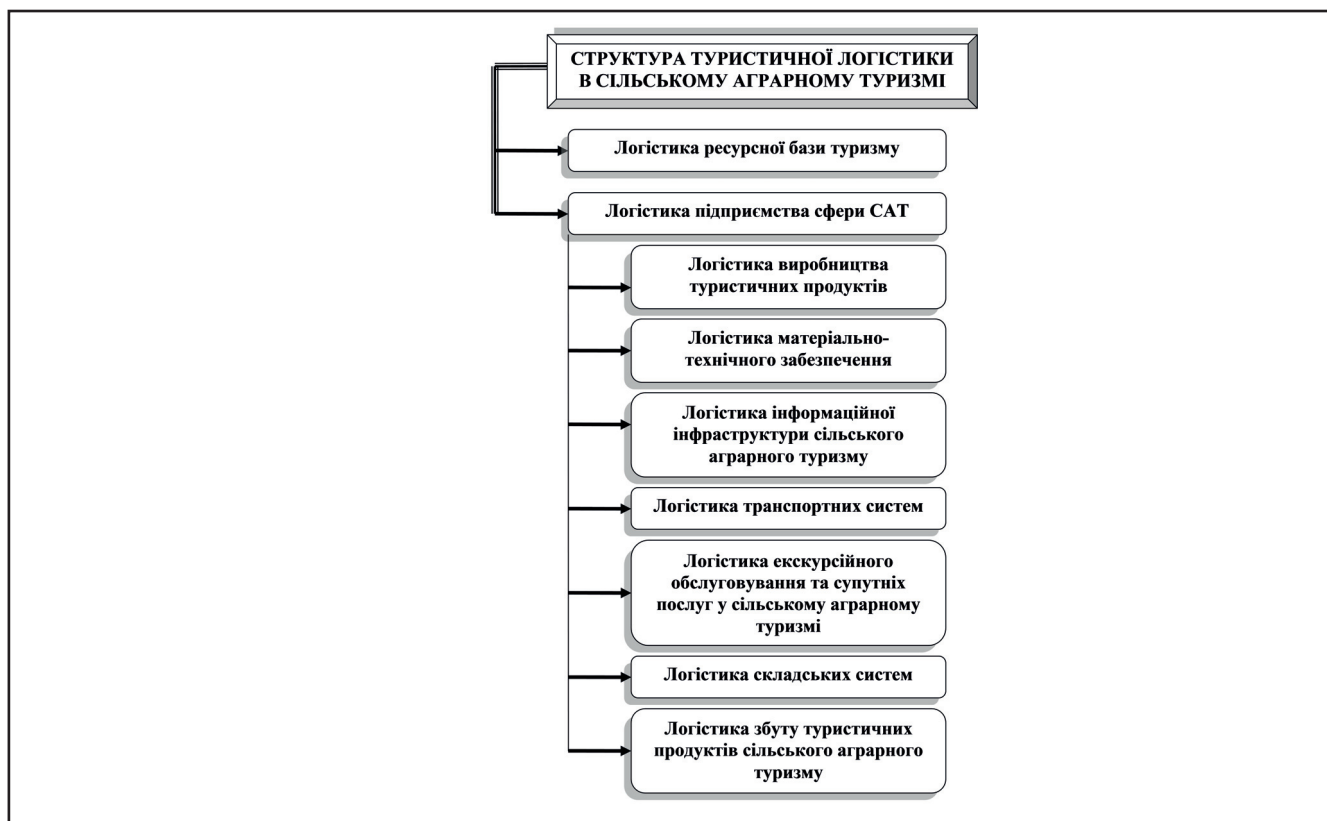 СТРУКТУРА ТУРИСТИЧНОЇ ЛОГІСТИКИ
В СІЛЬСЬКОМУ АГРАРНОМУ ТУРИЗМІ
Логістика ресурсної бази туризму
Логістика підприємства сфери САТ
Логістика виробництва
туристичних продуктів
Логістика матеріально-
технічного забезпечення
Логістика інформаційної
інфраструктури сільського
аграрного туризму
Логістика транспортних систем
Логістика екскурсійного
обслуговування та супутніх
послуг у сільському аграрному
туризмі
Логістика складських систем
Логістика збуту туристичних
продуктів сільського аграрного
туризму